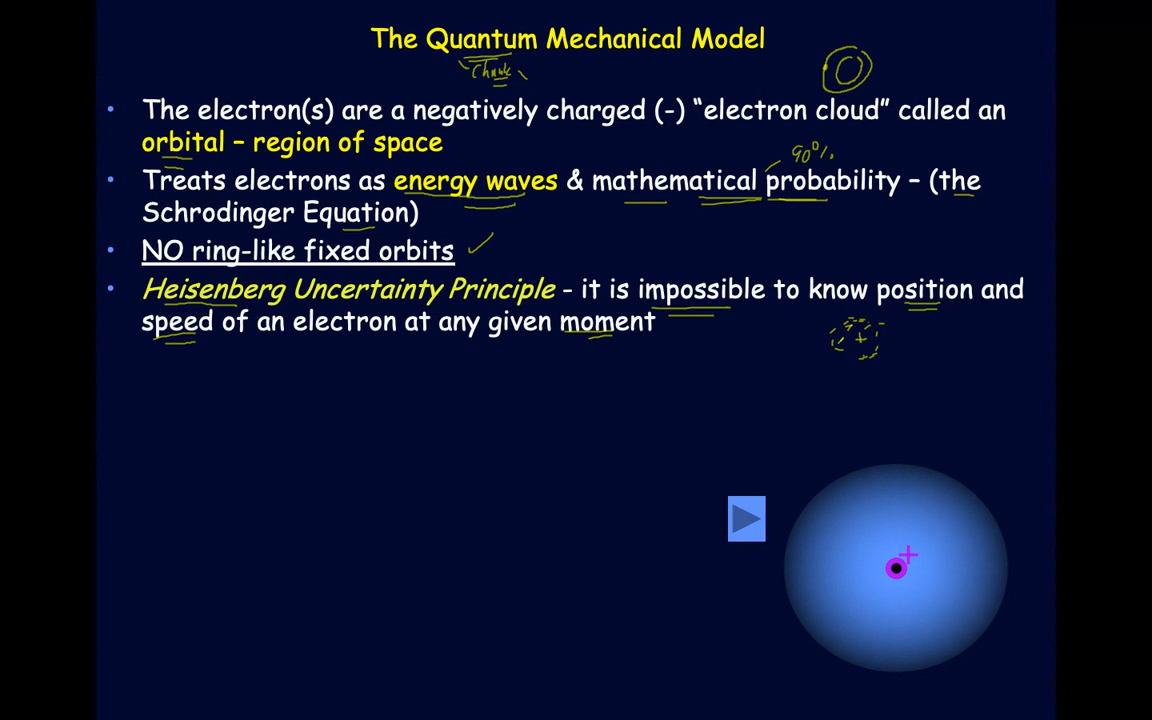 The Quantum Mechanical Model
Chunk
• The electron(s) are a negatively charged (-) “electron cloud” called an
orbital – region of space
90%
• Treats electrons as energy waves & mathematical probability – (the
Schrodinger Equation)
• NO ring-like fixed orbits ✓
• Heisenberg Uncertainty Principle - it is impossible to know position and
speed of an electron at any given moment
+
+